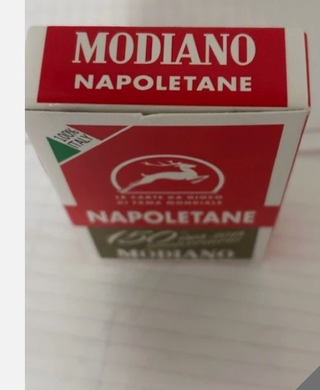 MODIANO
NAPOLETANE
100%
ITALY
LE CARTE DA GIOCO
DI FAMA MONDIALE
NAPOLETANE
150
MODIANO